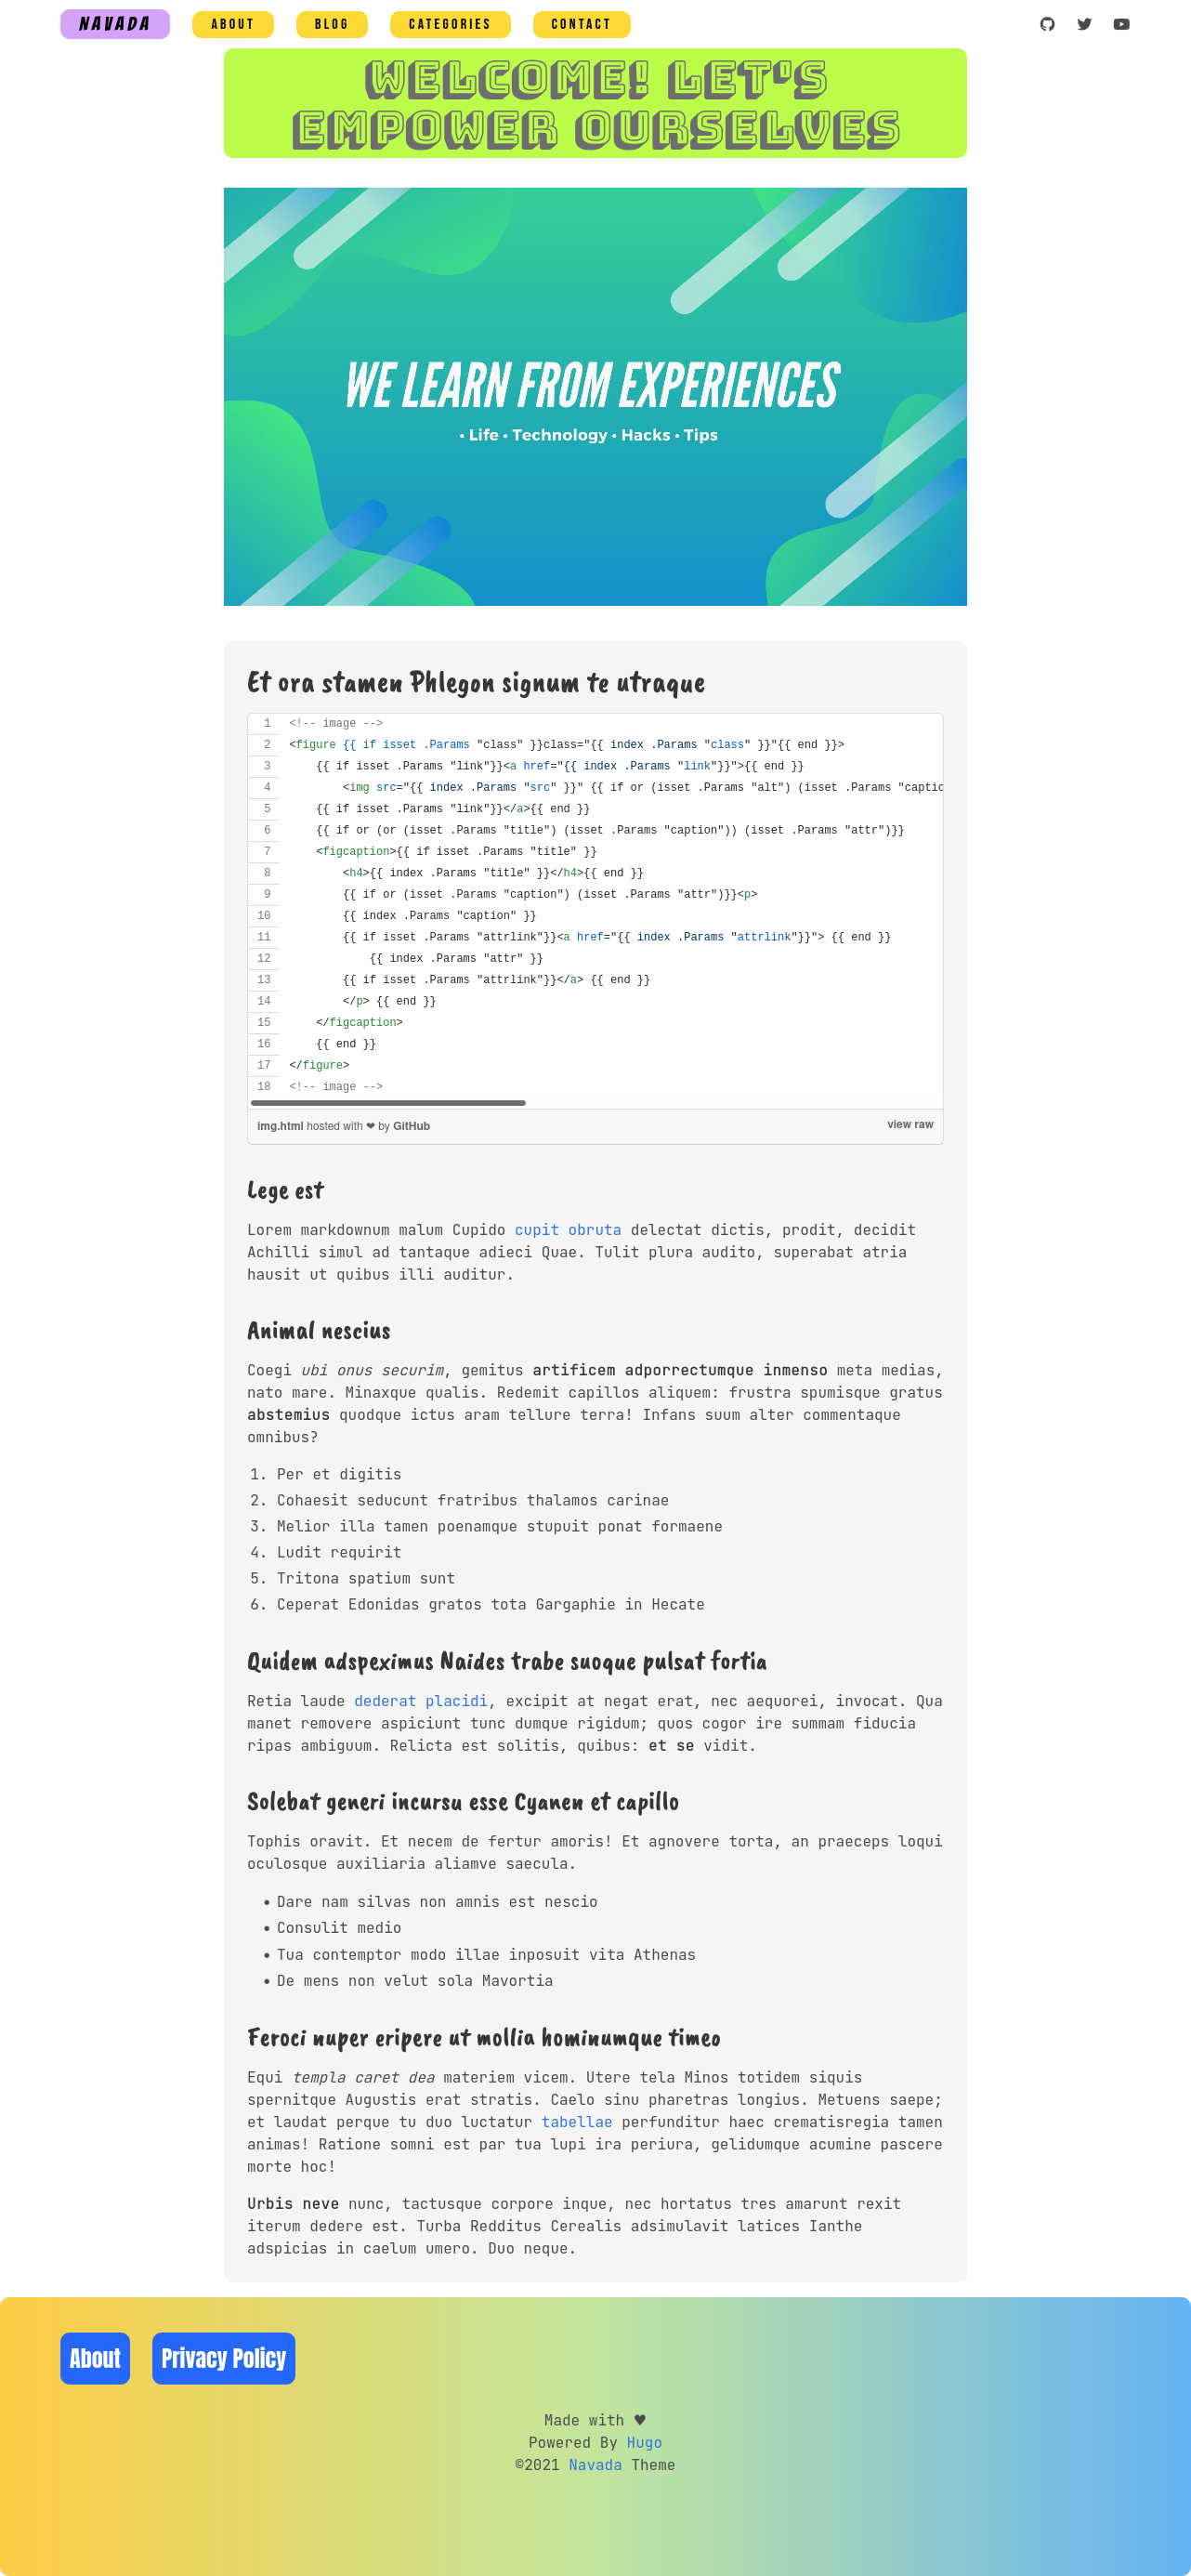 NAVADA
ABOUT
BLOG
CATEGORIES
CONTACT
WELCOME! LET'S
EMPOWER OURSELVES
WE LEARN FROM EXPERIENCES
• Life • Technology • Hacks • Tips
Et ora stamen Phlegon signum te utraque
1 <!-- image -->
2 <figure {{ if isset .Params "class" }}class="{{ index .Params "class" }}"{{ end }}>
3     {{ if isset .Params "link"}}<a href="{{ index .Params "link"}}">{{ end }}
4         <img src="{{ index .Params "src" }}" {{ if or (isset .Params "alt") (isset .Params "captio
5     {{ if isset .Params "link"}}</a>{{ end }}
6     {{ if or (or (isset .Params "title") (isset .Params "caption")) (isset .Params "attr")}}
7     <figcaption>{{ if isset .Params "title" }}
8         <h4>{{ index .Params "title" }}</h4>{{ end }}
9         {{ if or (isset .Params "caption") (isset .Params "attr")}}<p>
10         {{ index .Params "caption" }}
11         {{ if isset .Params "attrlink"}}<a href="{{ index .Params "attrlink"}}"> {{ end }}
12             {{ index .Params "attr" }}
13         {{ if isset .Params "attrlink"}}</a> {{ end }}
14         </p> {{ end }}
15     </figcaption>
16     {{ end }}
17 </figure>
18 <!-- image -->
img.html hosted with ❤ by GitHub
view raw
Lege est
Lorem markdownum malum Cupido cupit obruta delectat dictis, prodit, decidit
Achilli simul ad tantaque adieci Quae. Tulit plura audito, superabat atria
hausit ut quibus illi auditur.
Animal nescius
Coegi ubi onus securim, gemitus artificem adporrectumque inmenso meta medias,
nato mare. Minaxque qualis. Redemit capillos aliquem: frustra spumisque gratus
abstemius quodque ictus aram tellure terra! Infans suum alter commentaque
omnibus?
1. Per et digitis
2. Cohaesit seducunt fratribus thalamos carinae
3. Melior illa tamen poenamque stupuit ponat formaene
4. Ludit requirit
5. Tritona spatium sunt
6. Ceperat Edonidas gratos tota Gargaphie in Hecate
Quidem adspeximus Naides trabe suoque pulsat fortia
Retia laude dederat placidi, excipit at negat erat, nec aequorei, invocat. Qua
manet removere aspiciunt tunc dumque rigidum; quos cogor ire summam fiducia
ripas ambiguum. Relicta est solitis, quibus: et se vidit.
Solebat generi incursu esse Cyanen et capillo
Tophis oravit. Et necem de fertur amoris! Et agnovere torta, an praeceps loqui
oculosque auxiliaria aliamve saecula.
• Dare nam silvas non amnis est nescio
• Consulit medio
• Tua contemptor modo illae inposuit vita Athenas
• De mens non velut sola Mavortia
Feroci nuper eripere ut mollia hominumque timeo
Equi templa caret dea materiem vicem. Utere tela Minos totidem siquis
spernitque Augustis erat stratis. Caelo sinu pharetras longius. Metuens saepe;
et laudat perque tu duo luctatur tabellae perfunditur haec crematisregia tamen
animas! Ratione somni est par tua lupi ira periura, gelidumque acumine pascere
morte hoc!
Urbis neve nunc, tactusque corpore inque, nec hortatus tres amarunt rexit
iterum dedere est. Turba Redditus Cerealis adsimulavit latices Ianthe
adspicias in caelum umero. Duo neque.
About
Privacy Policy
Made with ♥
Powered By Hugo
©2021 Navada Theme